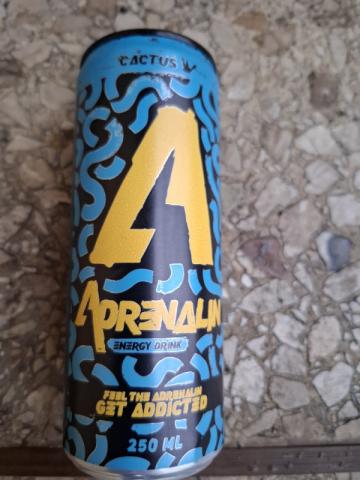 CACTUS
A
ADRENALIN
ENERGY DRINK
FEEL THE ADRENALIN
GET ADDICTED
250 ML